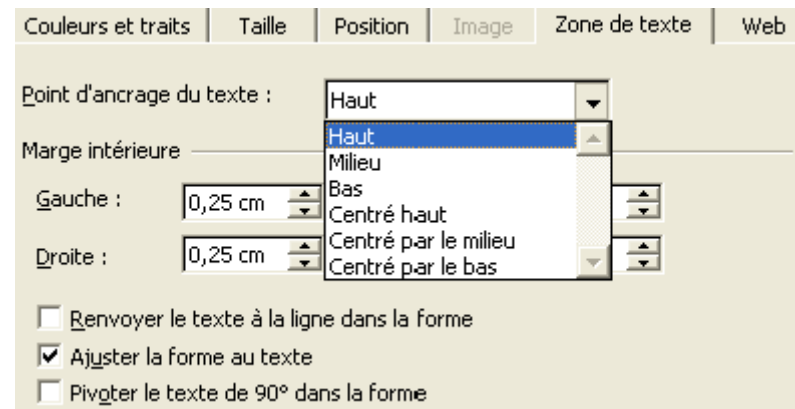 Couleurs et traits Taille Position Image Zone de texte Web
Point d'ancrage du texte : Haut
Haut
Marge intérieure
Milieu
Bas
Gauche : 0,25 cm
Centré haut
Centré par le milieu
Droite : 0,25 cm
Centré par le bas
Renvoyer le texte à la ligne dans la forme
Ajuster la forme au texte
Pivoter le texte de 90° dans la forme